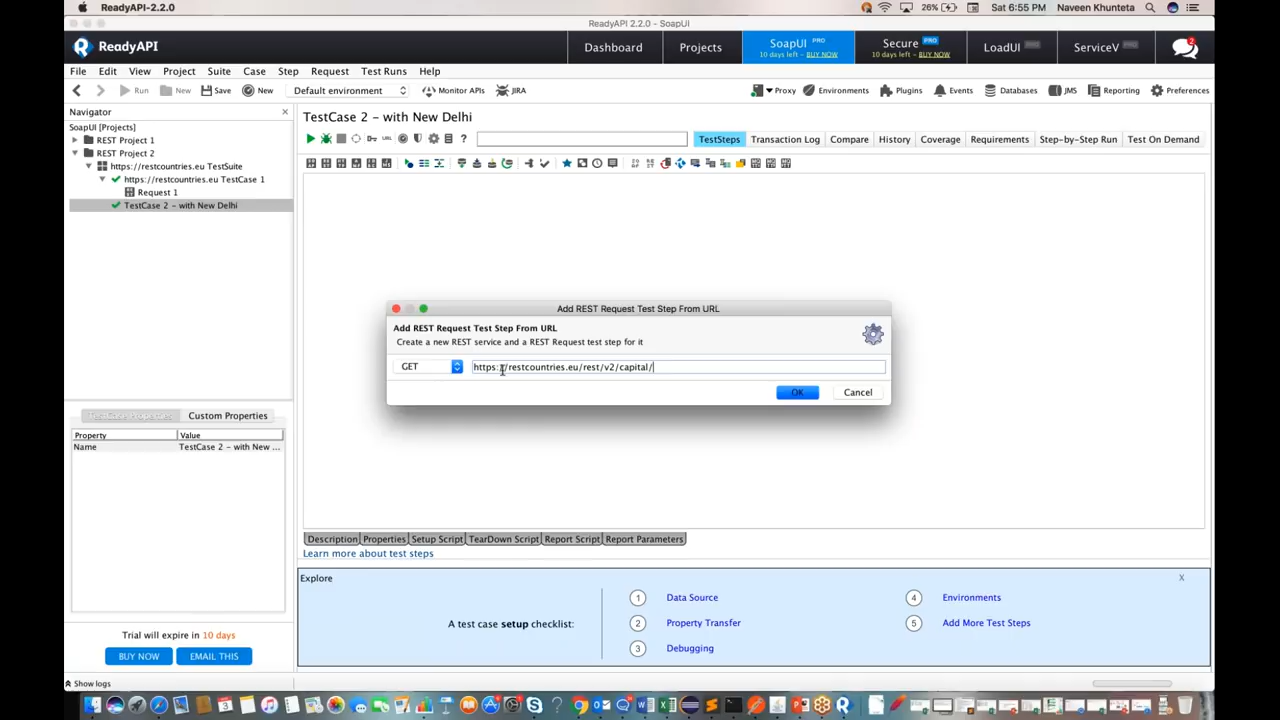 ReadyAPI-2.2.0
26%
Sat 6:55 PM
Naveen Khunteta
ReadyAPI 2.2.0 - SoapUI
ReadyAPI
Dashboard
Projects
SoapUI PRO
10 days left - BUY NOW
Secure PRO
10 days left - BUY NOW
LoadUI
ServiceV
File
Edit
View
Project
Suite
Case
Step
Request
Test Runs
Help
Run
New
Save
New
Default environment
Monitor APIs
JIRA
Proxy
Environments
Plugins
Events
Databases
JMS
Reporting
Preferences
Navigator
SoapUI [Projects]
REST Project 1
REST Project 2
https://restcountries.eu TestSuite
https://restcountries.eu TestCase 1
Request 1
TestCase 2 - with New Delhi
TestCase 2 - with New Delhi
TestSteps
Transaction Log
Compare
History
Coverage
Requirements
Step-by-Step Run
Test On Demand
Add REST Request Test Step From URL
Add REST Request Test Step From URL
Create a new REST service and a REST Request test step for it
GET
https://restcountries.eu/rest/v2/capital/
OK
Cancel
TestCase Properties
Custom Properties
Property
Value
Name
TestCase 2 - with New ...
Description
Properties
Setup Script
TearDown Script
Report Script
Report Parameters
Learn more about test steps
Explore
X
A test case setup checklist:
1 Data Source
2 Property Transfer
3 Debugging
4 Environments
5 Add More Test Steps
Trial will expire in 10 days
BUY NOW
EMAIL THIS
Show logs